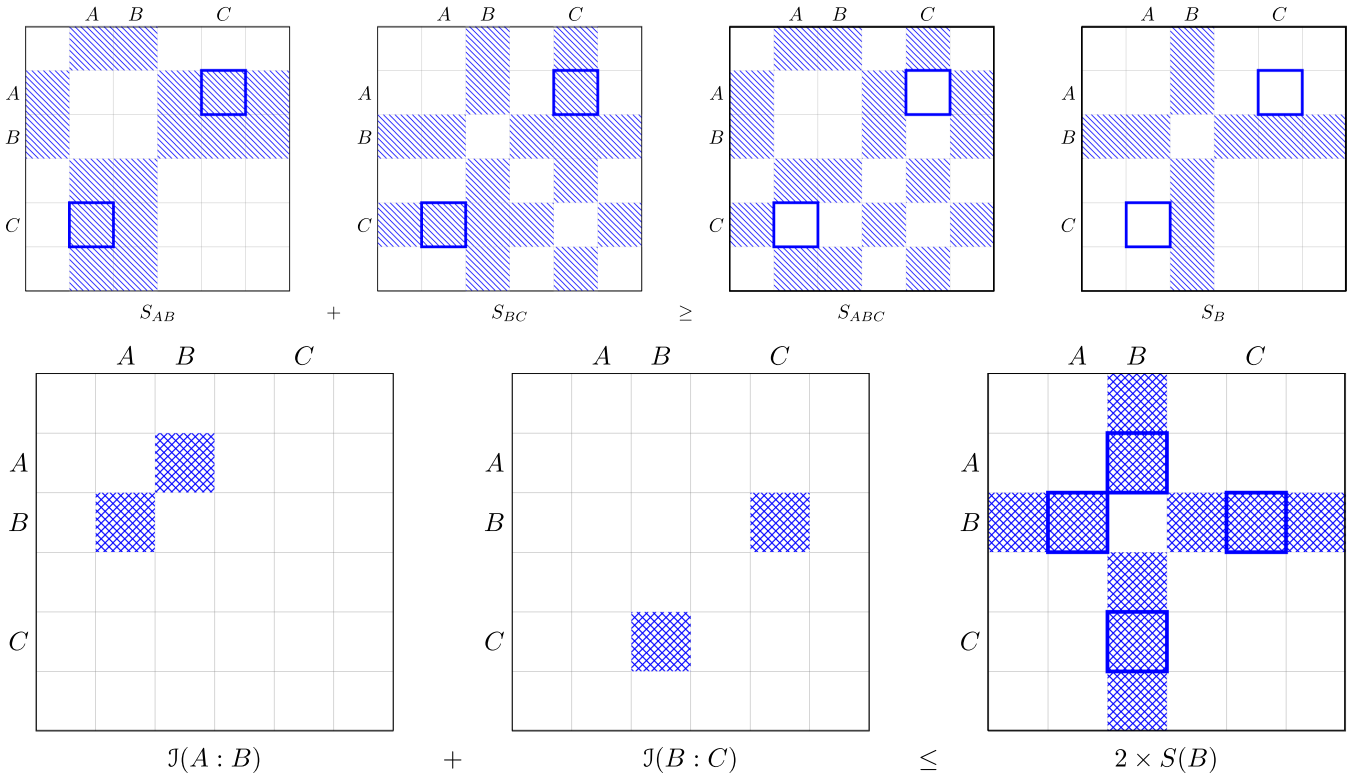 A B C A B C A B C A B C
A A A A
B B B B
C C C C
S_{AB} + S_{BC} ≥ S_{ABC} S_B
A B C A B C A B C
A A A
B B B
C C C
ℐ(A : B) + ℐ(B : C) ≤ 2 × S(B)